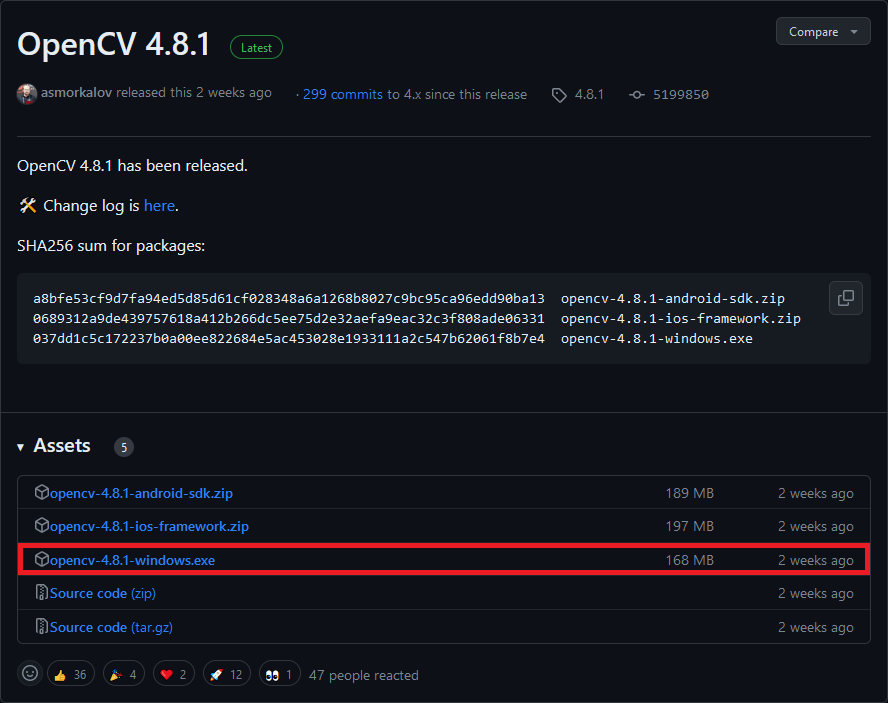 OpenCV 4.8.1 Latest Compare
asmorkalov released this 2 weeks ago · 299 commits to 4.x since this release 4.8.1 5199850
OpenCV 4.8.1 has been released.
🛠 Change log is here.
SHA256 sum for packages:
a8bfe53cf9d7fa94ed5d85d61cf028348a6a1268b8027c9bc95ca96edd90ba13 opencv-4.8.1-android-sdk.zip
0689312a9de439757618a412b266dc5ee75d2e32aefa9eac32c3f808ade06331 opencv-4.8.1-ios-framework.zip
037dd1c5c172237b0a00ee822684e5ac453028e1933111a2c547b62061f8b7e4 opencv-4.8.1-windows.exe
Assets 5
opencv-4.8.1-android-sdk.zip 189 MB 2 weeks ago
opencv-4.8.1-ios-framework.zip 197 MB 2 weeks ago
opencv-4.8.1-windows.exe 168 MB 2 weeks ago
Source code (zip) 2 weeks ago
Source code (tar.gz) 2 weeks ago
👍 36 🎉 4 ❤️ 2 🚀 12 👀 1 47 people reacted